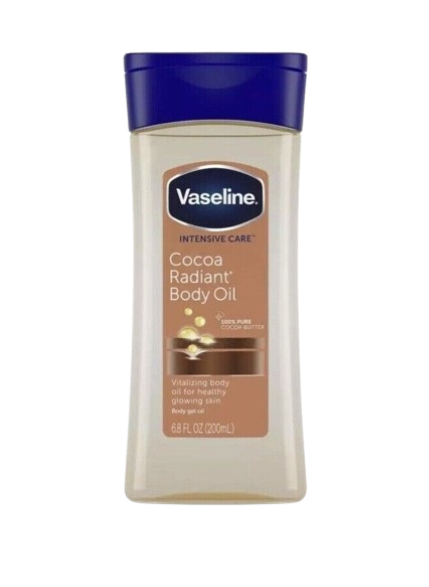 Vaseline.
INTENSIVE CARE™
Cocoa
Radiant®
Body Oil
100% PURE
COCOA BUTTER
Vitalizing body
oil for healthy
glowing skin
Body gel oil
6.8 FL OZ (200mL)